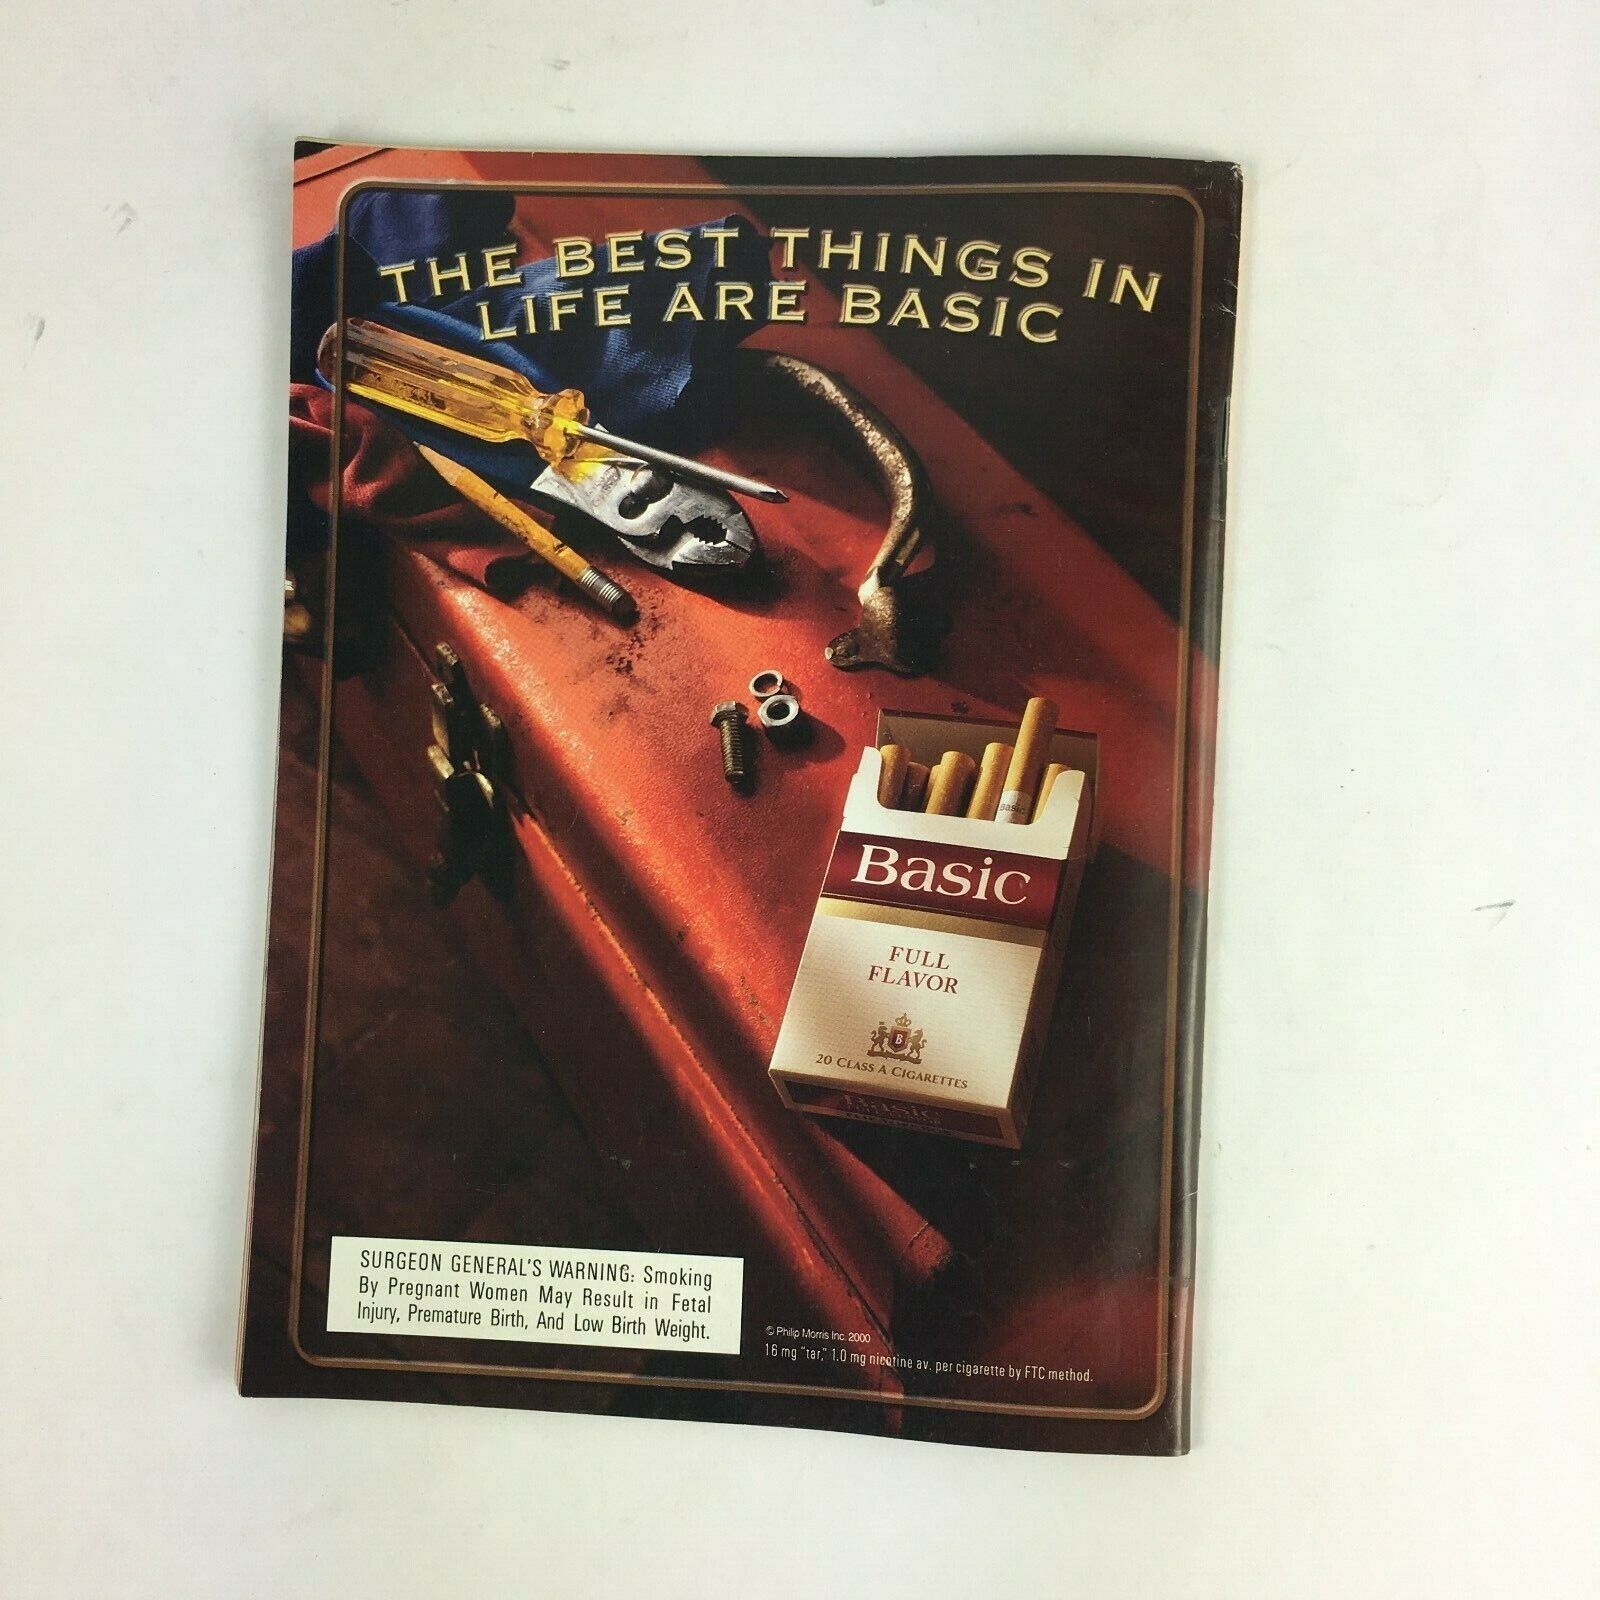 THE BEST THINGS IN
LIFE ARE BASIC
Basic
Basic
FULL
FLAVOR
B
20 CLASS A CIGARETTES
Basic
SURGEON GENERAL'S WARNING: Smoking
By Pregnant Women May Result in Fetal
Injury, Premature Birth, And Low Birth Weight.
© Philip Morris Inc. 2000
16 mg "tar," 1.0 mg nicotine av. per cigarette by FTC method.